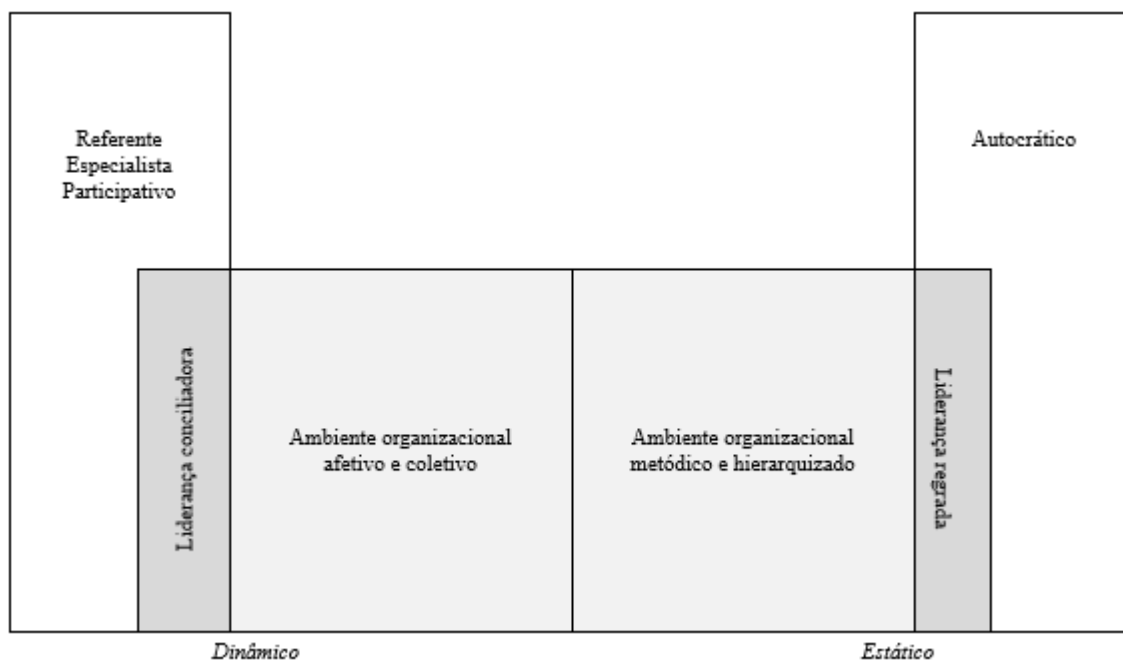 Referente
Especialista
Participativo
Autocrático
Liderança conciliadora
Ambiente organizacional
afetivo e coletivo
Ambiente organizacional
metódico e hierarquizado
Liderança regrada
Dinâmico
Estático